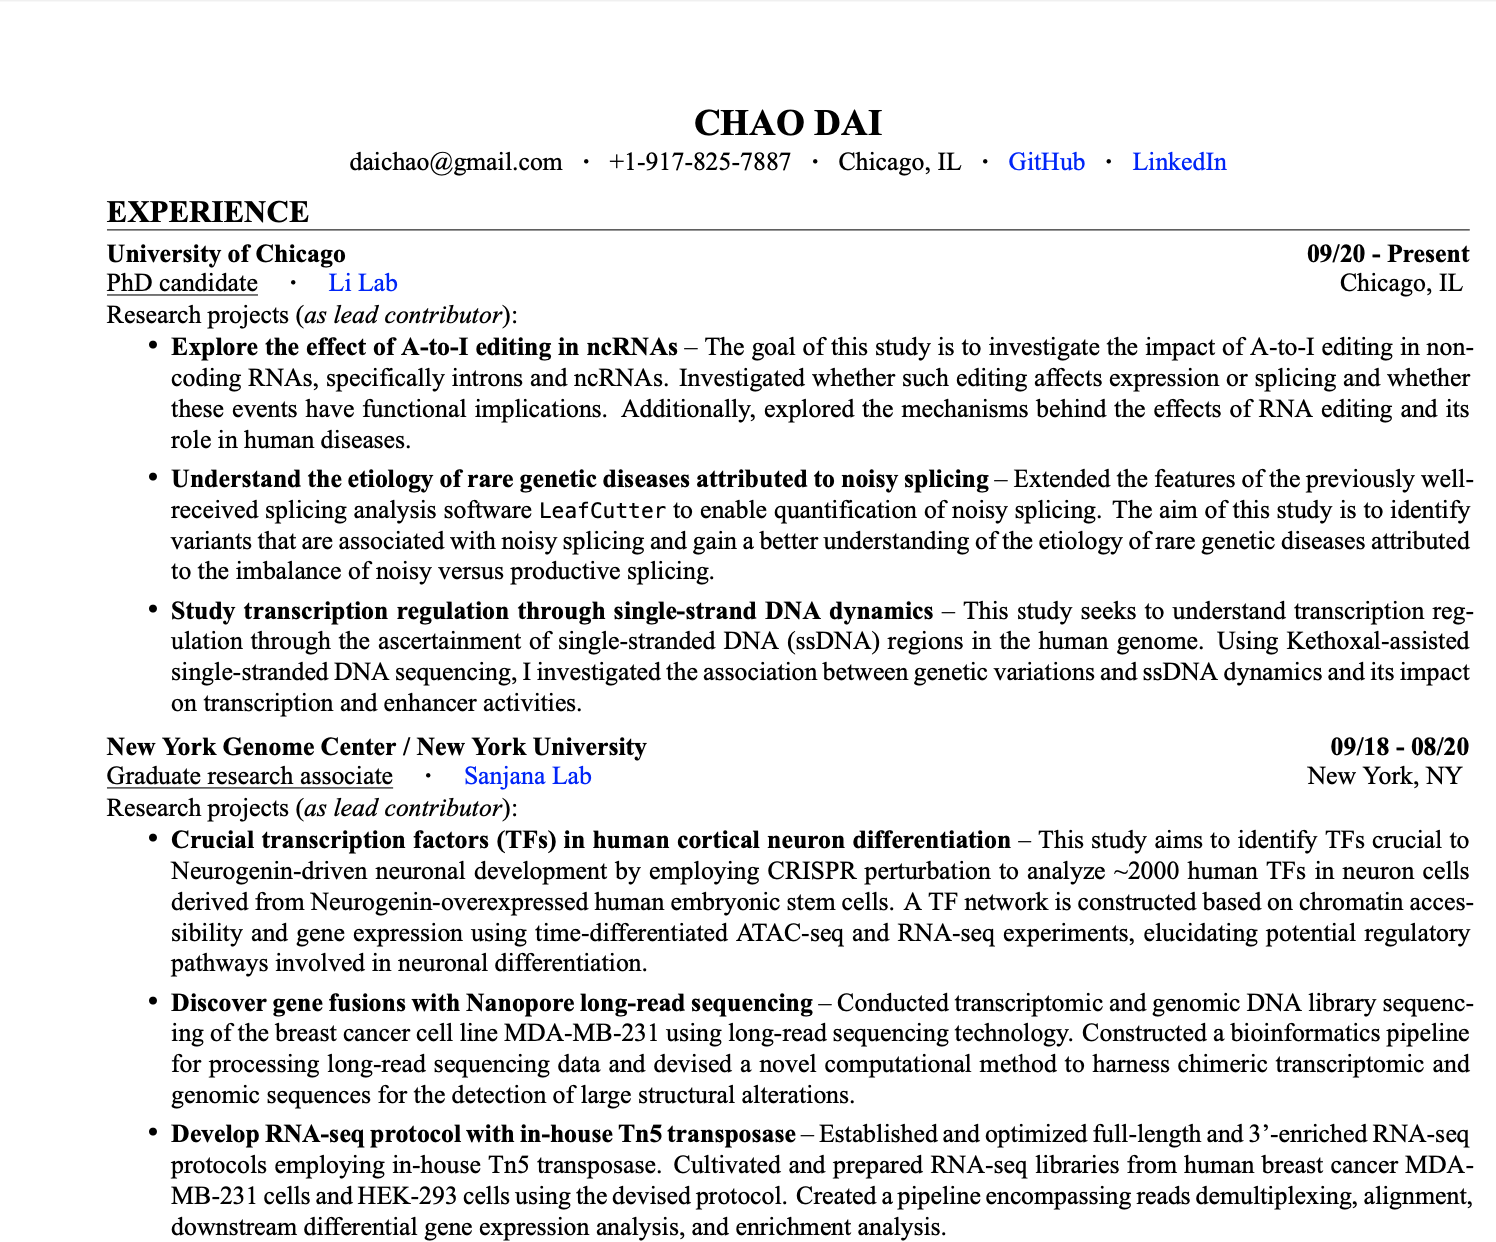 CHAO DAI
daichao@gmail.com · +1-917-825-7887 · Chicago, IL · GitHub · LinkedIn
EXPERIENCE
University of Chicago 09/20 - Present
PhD candidate · Li Lab Chicago, IL
Research projects (as lead contributor):
• Explore the effect of A-to-I editing in ncRNAs – The goal of this study is to investigate the impact of A-to-I editing in non-
coding RNAs, specifically introns and ncRNAs. Investigated whether such editing affects expression or splicing and whether
these events have functional implications. Additionally, explored the mechanisms behind the effects of RNA editing and its
role in human diseases.
• Understand the etiology of rare genetic diseases attributed to noisy splicing – Extended the features of the previously well-
received splicing analysis software LeafCutter to enable quantification of noisy splicing. The aim of this study is to identify
variants that are associated with noisy splicing and gain a better understanding of the etiology of rare genetic diseases attributed
to the imbalance of noisy versus productive splicing.
• Study transcription regulation through single-strand DNA dynamics – This study seeks to understand transcription reg-
ulation through the ascertainment of single-stranded DNA (ssDNA) regions in the human genome. Using Kethoxal-assisted
single-stranded DNA sequencing, I investigated the association between genetic variations and ssDNA dynamics and its impact
on transcription and enhancer activities.
New York Genome Center / New York University 09/18 - 08/20
Graduate research associate · Sanjana Lab New York, NY
Research projects (as lead contributor):
• Crucial transcription factors (TFs) in human cortical neuron differentiation – This study aims to identify TFs crucial to
Neurogenin-driven neuronal development by employing CRISPR perturbation to analyze ~2000 human TFs in neuron cells
derived from Neurogenin-overexpressed human embryonic stem cells. A TF network is constructed based on chromatin acces-
sibility and gene expression using time-differentiated ATAC-seq and RNA-seq experiments, elucidating potential regulatory
pathways involved in neuronal differentiation.
• Discover gene fusions with Nanopore long-read sequencing – Conducted transcriptomic and genomic DNA library sequenc-
ing of the breast cancer cell line MDA-MB-231 using long-read sequencing technology. Constructed a bioinformatics pipeline
for processing long-read sequencing data and devised a novel computational method to harness chimeric transcriptomic and
genomic sequences for the detection of large structural alterations.
• Develop RNA-seq protocol with in-house Tn5 transposase – Established and optimized full-length and 3’-enriched RNA-seq
protocols employing in-house Tn5 transposase. Cultivated and prepared RNA-seq libraries from human breast cancer MDA-
MB-231 cells and HEK-293 cells using the devised protocol. Created a pipeline encompassing reads demultiplexing, alignment,
downstream differential gene expression analysis, and enrichment analysis.